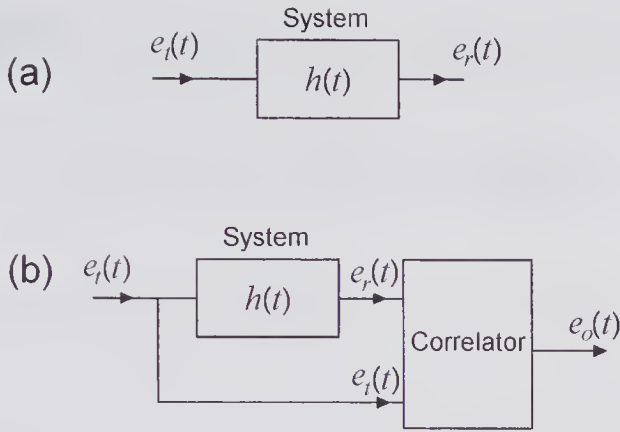 System
(a)
e_t(t)
h(t)
e_r(t)
System
(b)
e_t(t)
h(t)
e_r(t)
Correlator
e_o(t)
e_t(t)